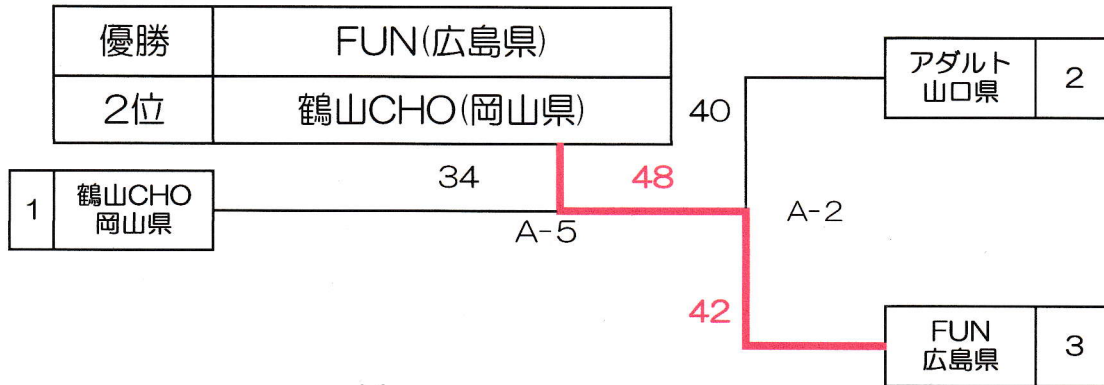 優勝 FUN(広島県)
2位 鶴山CHO(岡山県)
アダルト
山口県
2
40
1
鶴山CHO
岡山県
34
48
A-5
A-2
42
FUN
広島県
3